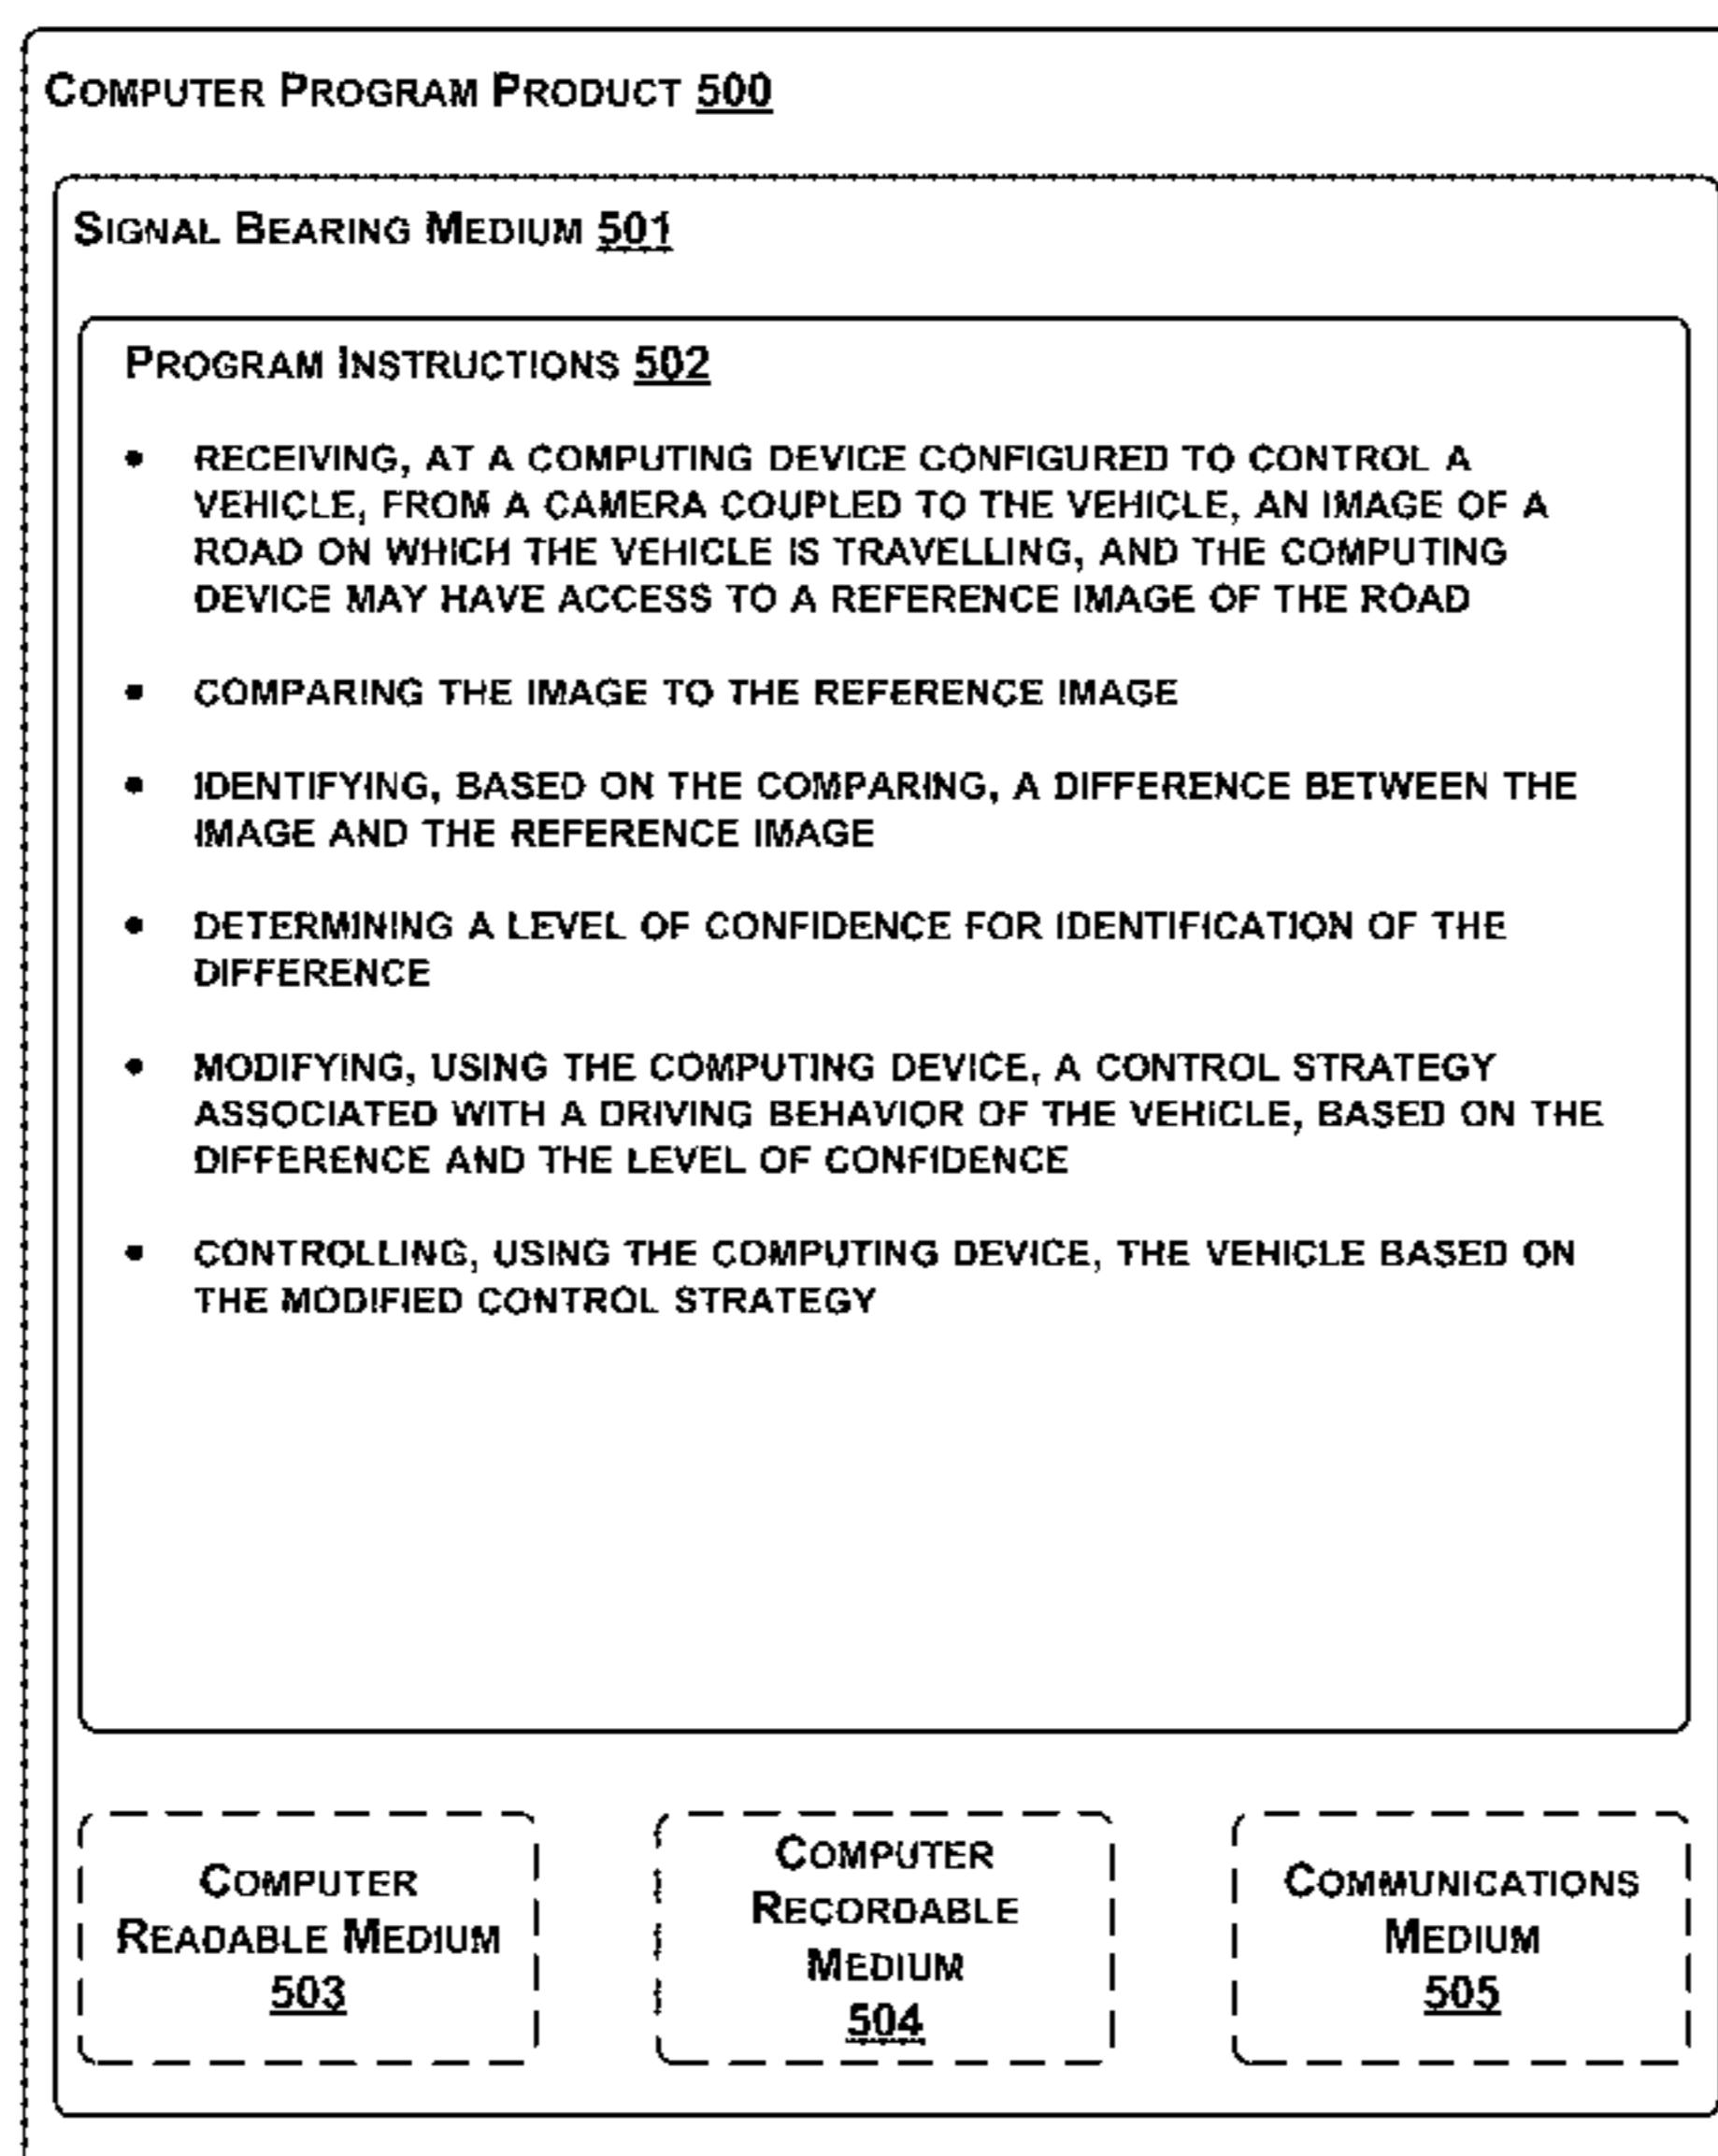 COMPUTER PROGRAM PRODUCT 500
SIGNAL BEARING MEDIUM 501
PROGRAM INSTRUCTIONS 502
• RECEIVING, AT A COMPUTING DEVICE CONFIGURED TO CONTROL A
VEHICLE, FROM A CAMERA COUPLED TO THE VEHICLE, AN IMAGE OF A
ROAD ON WHICH THE VEHICLE IS TRAVELLING, AND THE COMPUTING
DEVICE MAY HAVE ACCESS TO A REFERENCE IMAGE OF THE ROAD
• COMPARING THE IMAGE TO THE REFERENCE IMAGE
• IDENTIFYING, BASED ON THE COMPARING, A DIFFERENCE BETWEEN THE
IMAGE AND THE REFERENCE IMAGE
• DETERMINING A LEVEL OF CONFIDENCE FOR IDENTIFICATION OF THE
DIFFERENCE
• MODIFYING, USING THE COMPUTING DEVICE, A CONTROL STRATEGY
ASSOCIATED WITH A DRIVING BEHAVIOR OF THE VEHICLE, BASED ON THE
DIFFERENCE AND THE LEVEL OF CONFIDENCE
• CONTROLLING, USING THE COMPUTING DEVICE, THE VEHICLE BASED ON
THE MODIFIED CONTROL STRATEGY
COMPUTER
READABLE MEDIUM
503
COMPUTER
RECORDABLE
MEDIUM
504
COMMUNICATIONS
MEDIUM
505